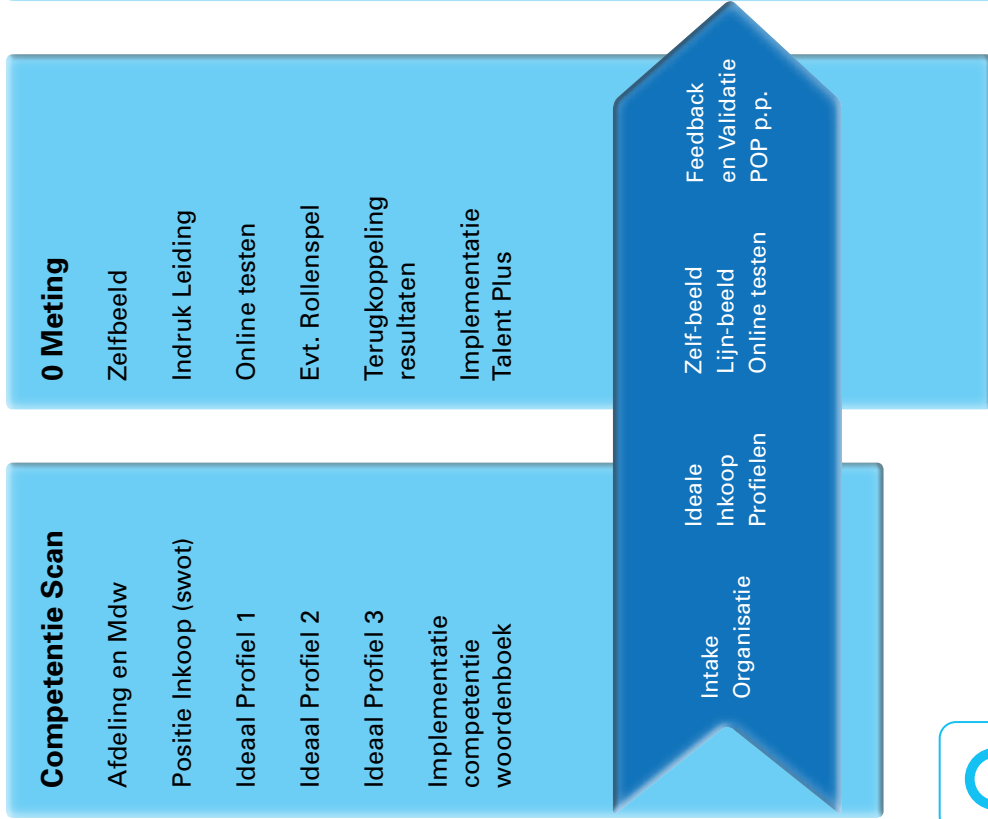 Competentie Scan
Afdeling en Mdw
Positie Inkoop (swot)
Ideaal Profiel 1
Ideaal Profiel 2
Ideaal Profiel 3
Implementatie
competentie
woordenboek
0 Meting
Zelfbeeld
Indruk Leiding
Online testen
Evt. Rollenspel
Terugkoppeling
resultaten
Implementatie
Talent Plus
Intake
Organisatie
Ideale
Inkoop
Profielen
Zelf-beeld
Lijn-beeld
Online testen
Feedback
en Validatie
POP p.p.